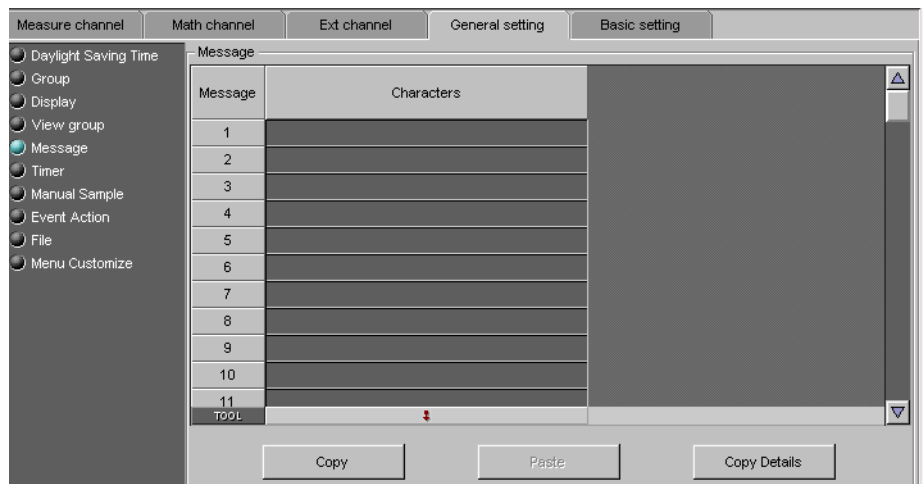 Measure channel
Math channel
Ext channel
General setting
Basic setting
Daylight Saving Time
Group
Display
View group
Message
Timer
Manual Sample
Event Action
File
Menu Customize
Message
Message
Characters
1
2
3
4
5
6
7
8
9
10
11
TOOL
Copy
Paste
Copy Details